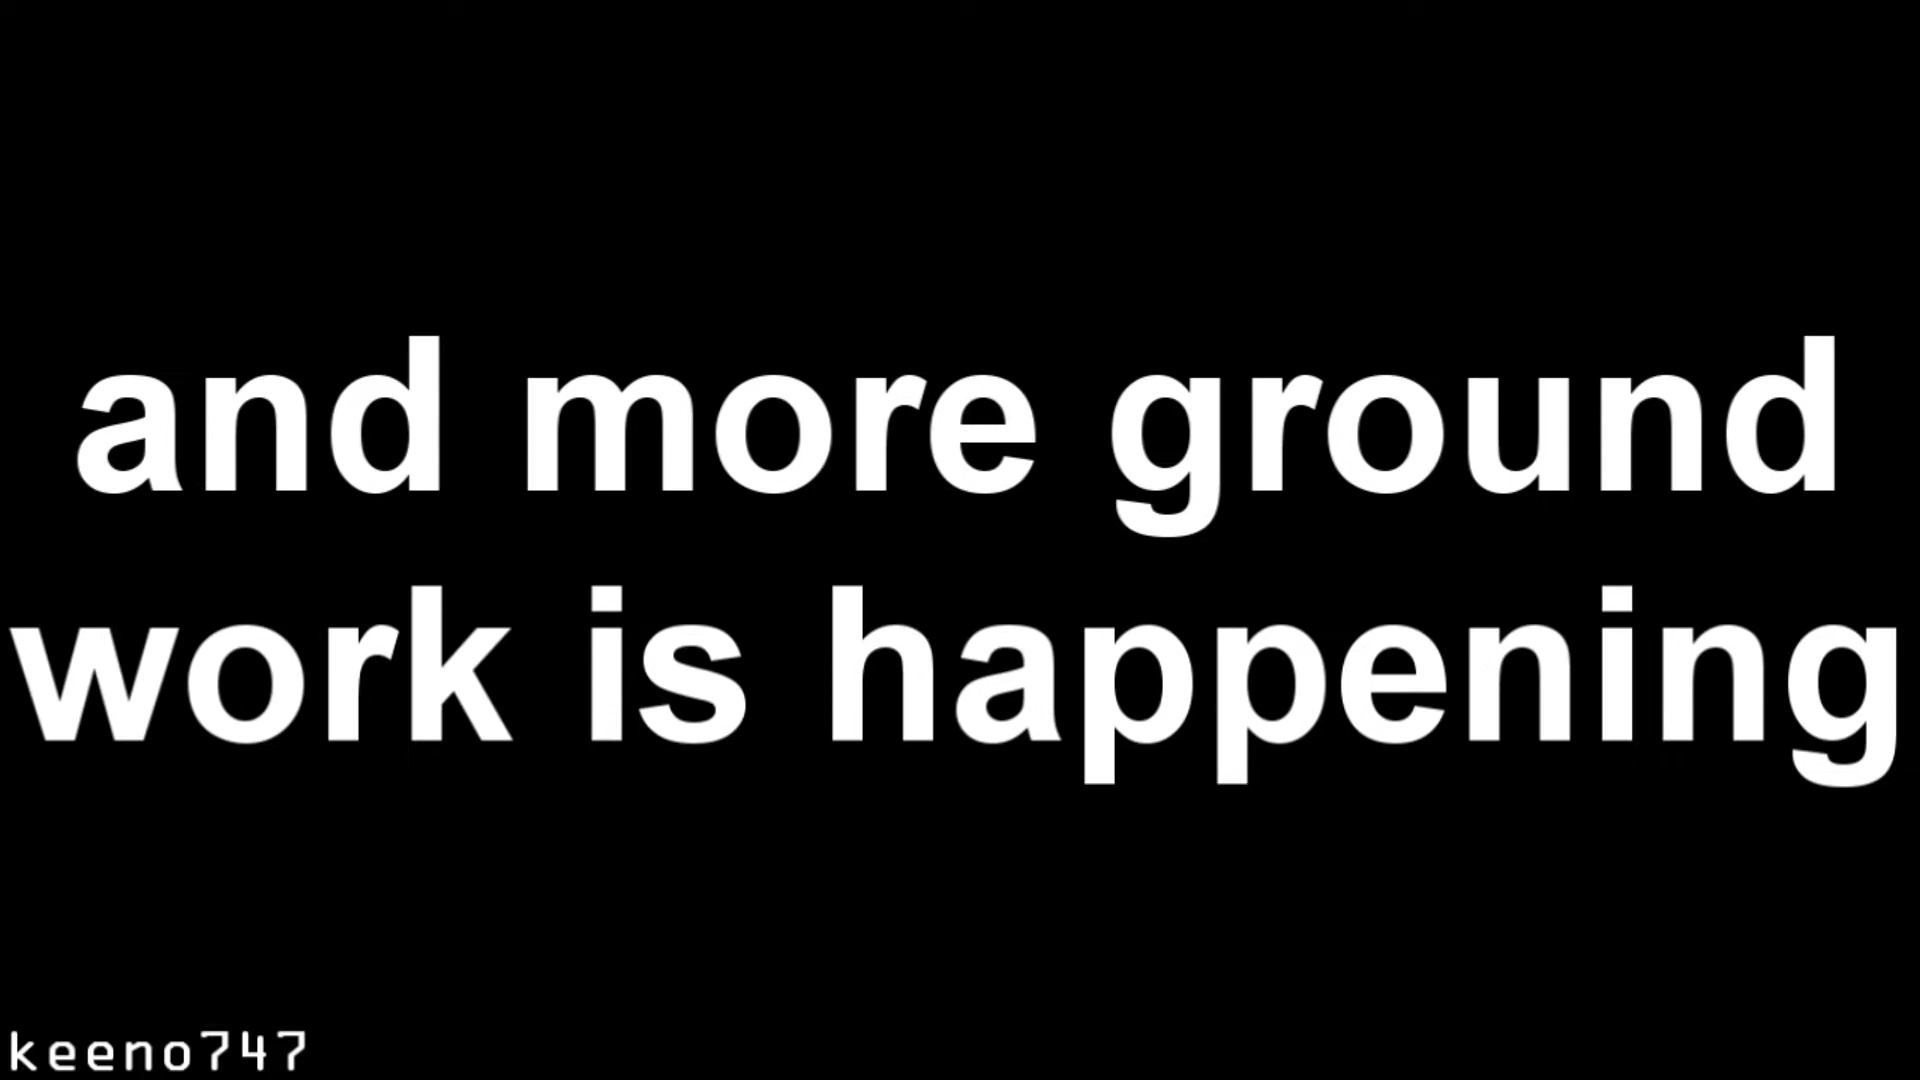 and more ground
work is happening
keeno747